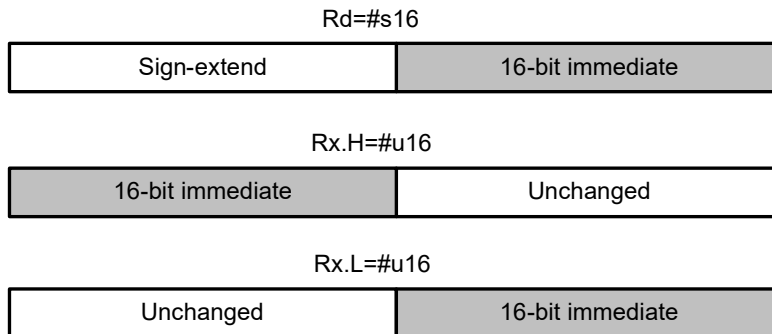 Rd=#s16
Sign-extend 16-bit immediate
Rx.H=#u16
16-bit immediate Unchanged
Rx.L=#u16
Unchanged 16-bit immediate